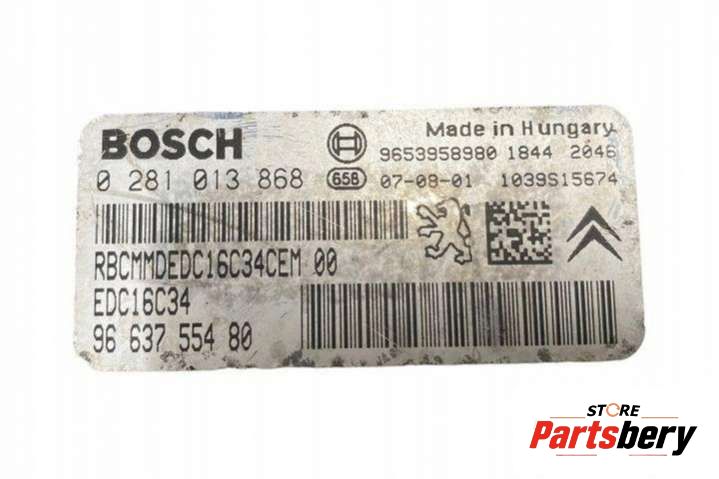 BOSCH
Made in Hungary
9653958980 1844 2046
0 281 013 868
658
07-08-01 1039S15674
RBCMMDEDC16C34CEM 00
EDC16C34
96 637 554 80
STORE
Partsbery